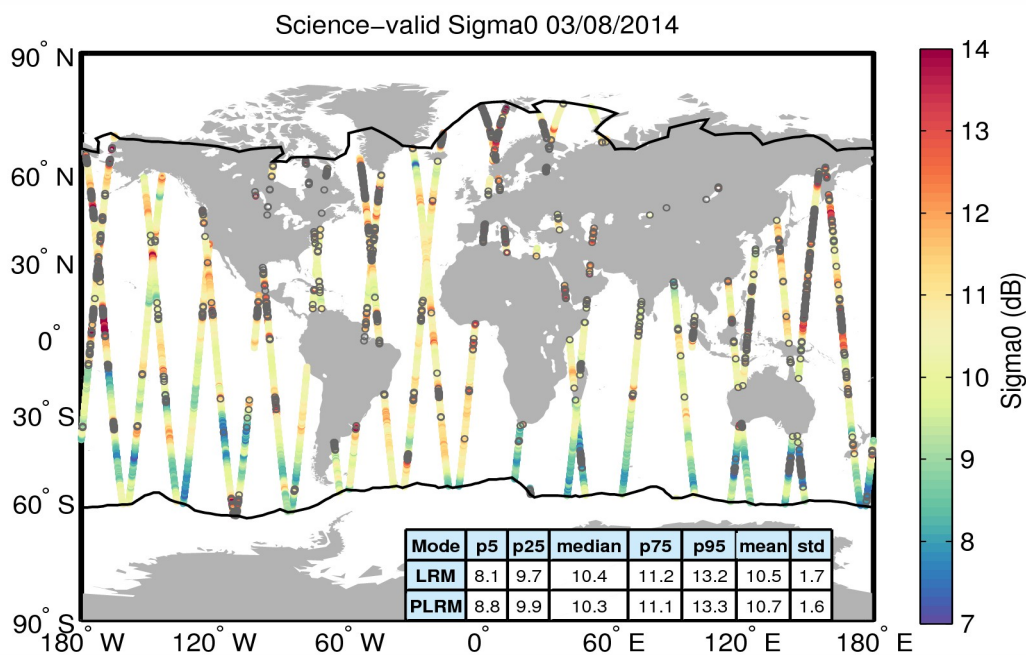 Science−valid Sigma0 03/08/2014
90° N
60° N
30° N
0°
30° S
60° S
90° S
180° W
120° W
60° W
0°
60° E
120° E
180° E
14
13
12
11
10
9
8
7
Sigma0 (dB)
Mode p5 p25 median p75 p95 mean std
LRM 8.1 9.7 10.4 11.2 13.2 10.5 1.7
PLRM 8.8 9.9 10.3 11.1 13.3 10.7 1.6